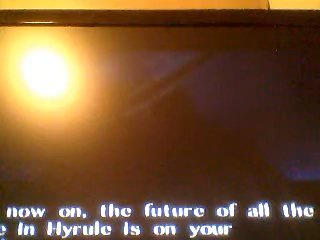 now on, the future of all the
e in Hyrule is on your